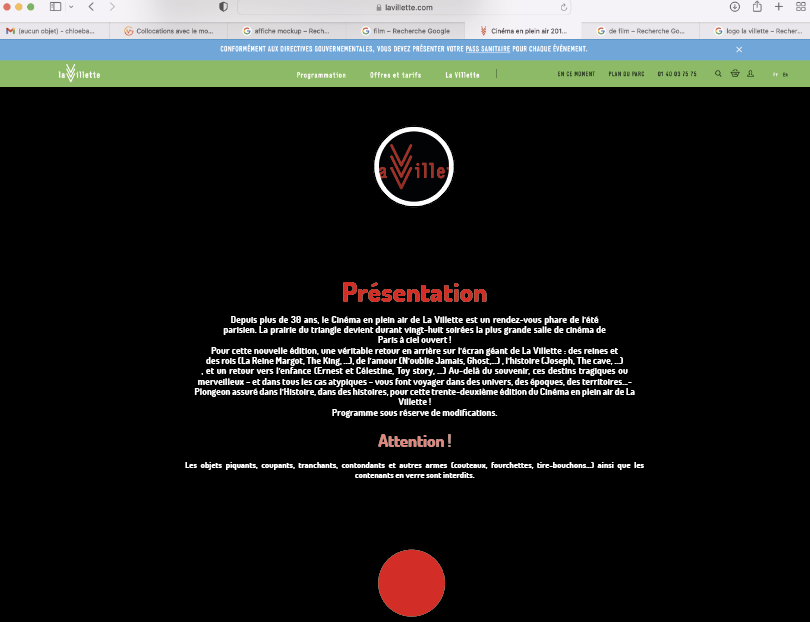 lavillette.com
(aucun objet) - chloeba...
Collocations avec le mo...
affiche mockup - Rech...
film - Recherche Google
Cinéma en plein air 201...
de film - Recherche Go...
logo la villette - Recher...
CONFORMÉMENT AUX DIRECTIVES GOUVERNEMENTALES, VOUS DEVEZ PRÉSENTER VOTRE PASS SANITAIRE POUR CHAQUE ÉVÉNEMENT.
la Villette
Programmation
Offres et tarifs
La Villette
EN CE MOMENT
PLAN DU PARC
01 40 03 75 75
Fr En
la Villet
Présentation
Depuis plus de 30 ans, le Cinéma en plein air de La Villette est un rendez-vous phare de l'été
parisien. La prairie du triangle devient durant vingt-huit soirées la plus grande salle de cinéma de
Paris à ciel ouvert !
Pour cette nouvelle édition, une véritable retour en arrière sur l'écran géant de La Villette : des reines et
des rois (La Reine Margot, The King, ...), de l'amour (N'oublie Jamais, Ghost,...) , l'histoire (Joseph, The cave, ...)
, et un retour vers l'enfance (Ernest et Célestine, Toy story, ...) Au-delà du souvenir, ces destins tragiques ou
merveilleux – et dans tous les cas atypiques – vous font voyager dans des univers, des époques, des territoires...-
Plongeon assuré dans l'Histoire, dans des histoires, pour cette trente-deuxième édition du Cinéma en plein air de La
Villette !
Programme sous réserve de modifications.
Attention !
Les objets piquants, coupants, tranchants, contondants et autres armes (couteaux, fourchettes, tire-bouchons...) ainsi que les
contenants en verre sont interdits.